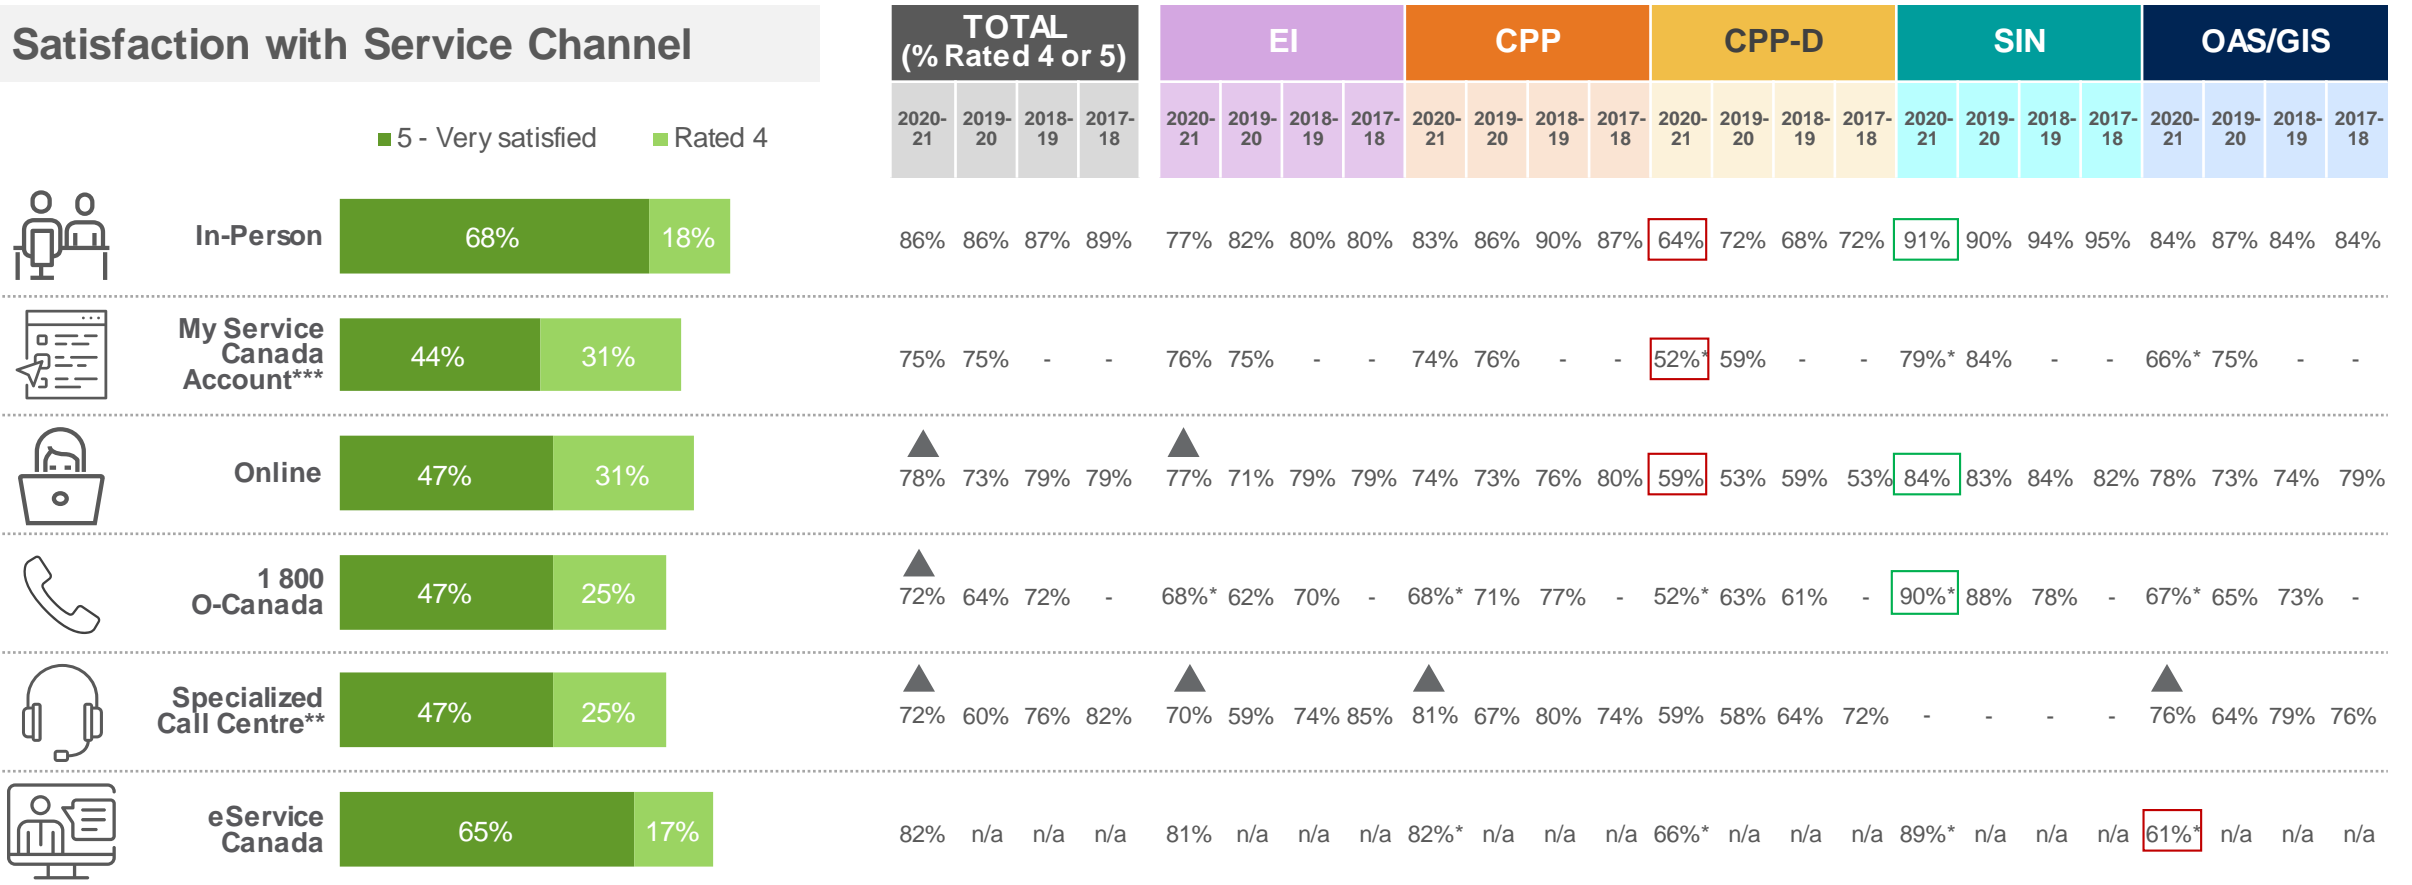 Satisfaction with Service Channel
TOTAL
(% Rated 4 or 5)
EI CPP CPP-D SIN OAS/GIS
5 - Very satisfied Rated 4
2020-21 2019-20 2018-19 2017-18 2020-21 2019-20 2018-19 2017-18 2020-21 2019-20 2018-19 2017-18 2020-21 2019-20 2018-19 2017-18 2020-21 2019-20 2018-19 2017-18 2020-21 2019-20 2018-19 2017-18
In-Person 68% 18% 86% 86% 87% 89% 77% 82% 80% 80% 83% 86% 90% 87% 64% 72% 68% 72% 91% 90% 94% 95% 84% 87% 84% 84%
My Service
Canada
Account***
44% 31% 75% 75% - - 76% 75% - - 74% 76% - - 52%* 59% - - 79%* 84% - - 66%* 75% - -
Online 47% 31% 78% 73% 79% 79% 77% 71% 79% 79% 74% 73% 76% 80% 59% 53% 59% 53% 84% 83% 84% 82% 78% 73% 74% 79%
1 800
O-Canada
47% 25% 72% 64% 72% - 68%* 62% 70% - 68%* 71% 77% - 52%* 63% 61% - 90%* 88% 78% - 67%* 65% 73% -
Specialized
Call Centre**
47% 25% 72% 60% 76% 82% 70% 59% 74% 85% 81% 67% 80% 74% 59% 58% 64% 72% - - - - 76% 64% 79% 76%
eService
Canada
65% 17% 82% n/a n/a n/a 81% n/a n/a n/a 82%* n/a n/a n/a 66%* n/a n/a n/a 89%* n/a n/a n/a 61%* n/a n/a n/a